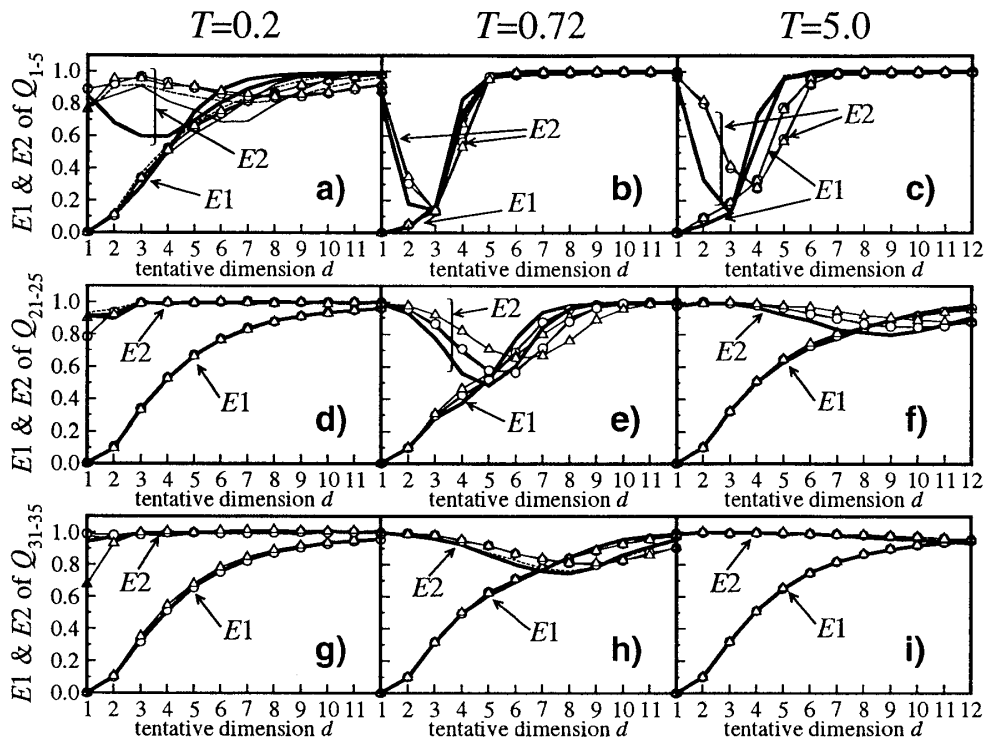 T=0.2 T=0.72 T=5.0
E1 & E2 of Q1-5
1.0
0.8
0.6
0.4
0.2
0.0
E2
E1
a)
E2
E1
b)
E2
E1
c)
1 2 3 4 5 6 7 8 9 10 11 1 2 3 4 5 6 7 8 9 10 11 1 2 3 4 5 6 7 8 9 10 11 12
tentative dimension d tentative dimension d tentative dimension d
E1 & E2 of Q21-25
1.0
0.8
0.6
0.4
0.2
0.0
E2
E1
d)
E2
E1
e)
E2
E1
f)
1 2 3 4 5 6 7 8 9 10 11 1 2 3 4 5 6 7 8 9 10 11 1 2 3 4 5 6 7 8 9 10 11 12
tentative dimension d tentative dimension d tentative dimension d
E1 & E2 of Q31-35
1.0
0.8
0.6
0.4
0.2
0.0
E2
E1
g)
E2
E1
h)
E2
E1
i)
1 2 3 4 5 6 7 8 9 10 11 1 2 3 4 5 6 7 8 9 10 11 1 2 3 4 5 6 7 8 9 10 11 12
tentative dimension d tentative dimension d tentative dimension d